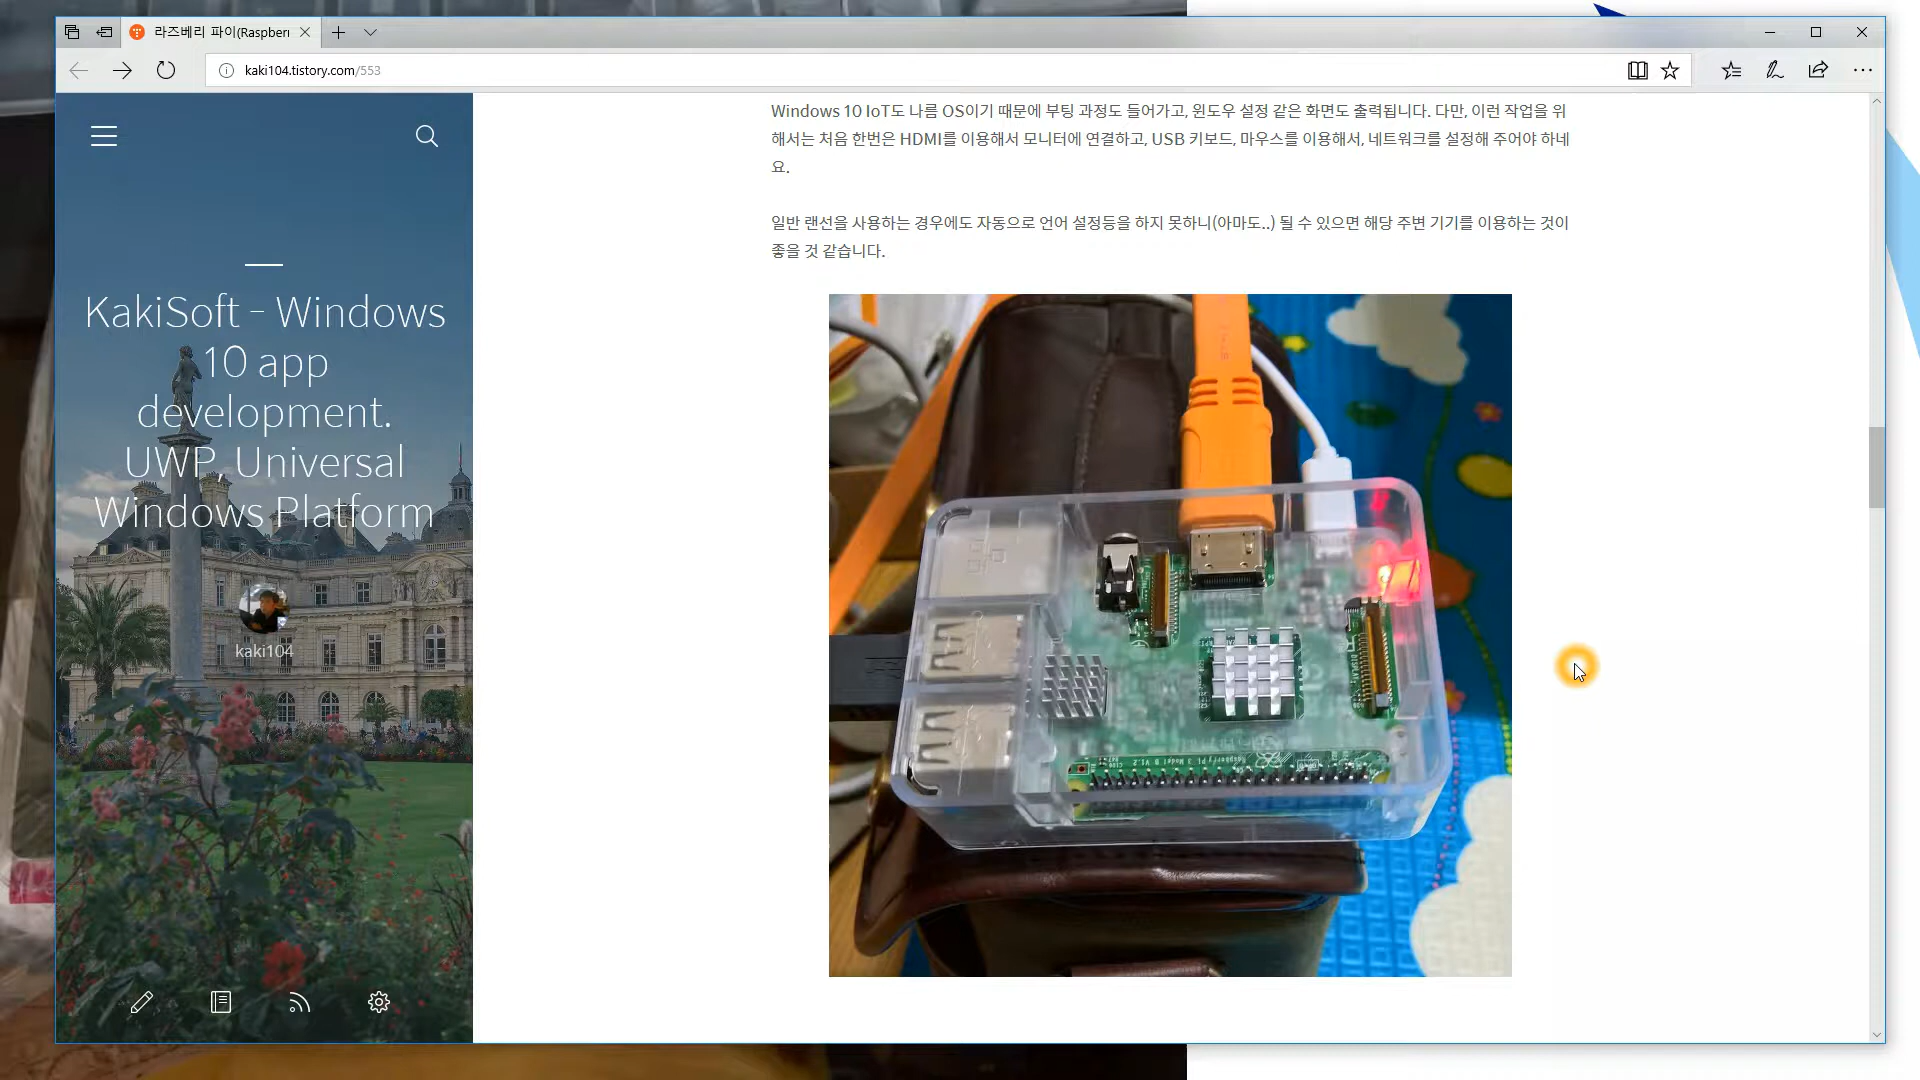 라즈베리 파이(Raspberr
kaki104.tistory.com/553
KakiSoft - Windows
10 app
development.
UWP, Universal
Windows Platform
kaki104
Windows 10 IoT도 나름 OS이기 때문에 부팅 과정도 들어가고, 윈도우 설정 같은 화면도 출력됩니다. 다만, 이런 작업을 위
해서는 처음 한번은 HDMI를 이용해서 모니터에 연결하고, USB 키보드, 마우스를 이용해서, 네트워크를 설정해 주어야 하네
요.
일반 랜선을 사용하는 경우에도 자동으로 언어 설정등을 하지 못하니(아마도..) 될 수 있으면 해당 주변 기기를 이용하는 것이
좋을 것 같습니다.
DISPLAY
Raspberry Pi 3 Model B V1.2